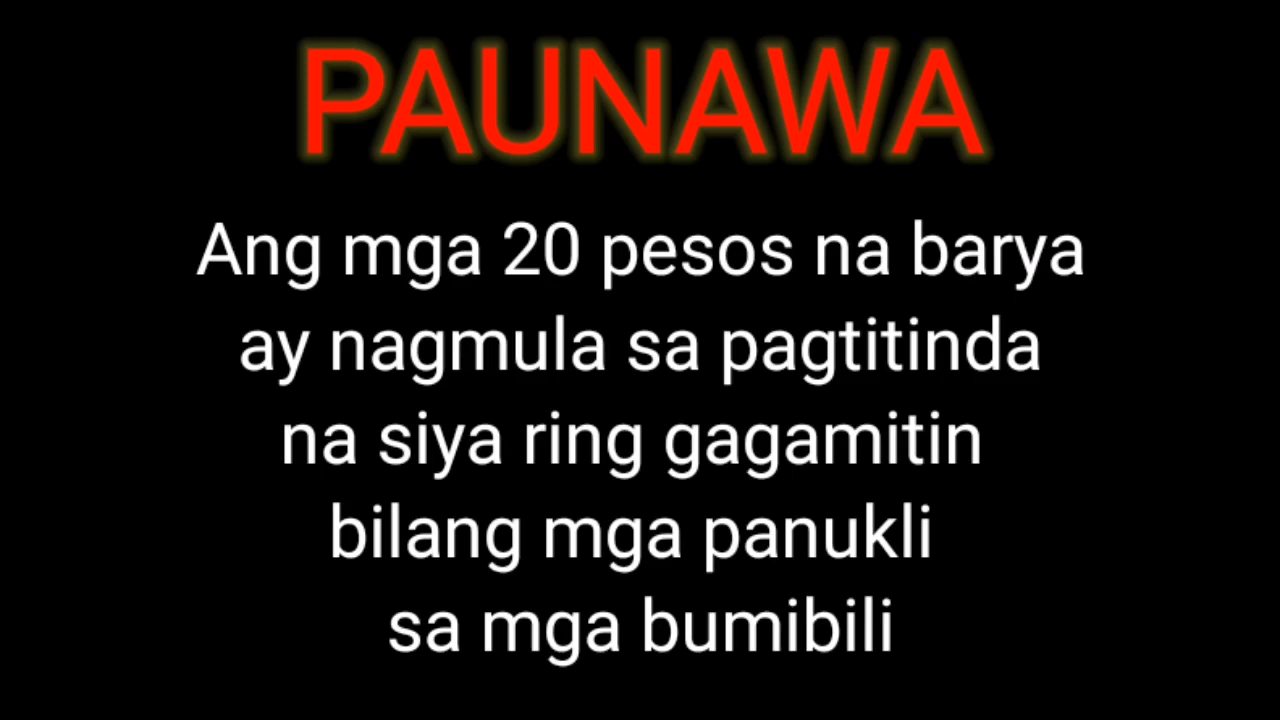 PAUNAWA
Ang mga 20 pesos na barya
ay nagmula sa pagtitinda
na siya ring gagamitin
bilang mga panukli
sa mga bumibili